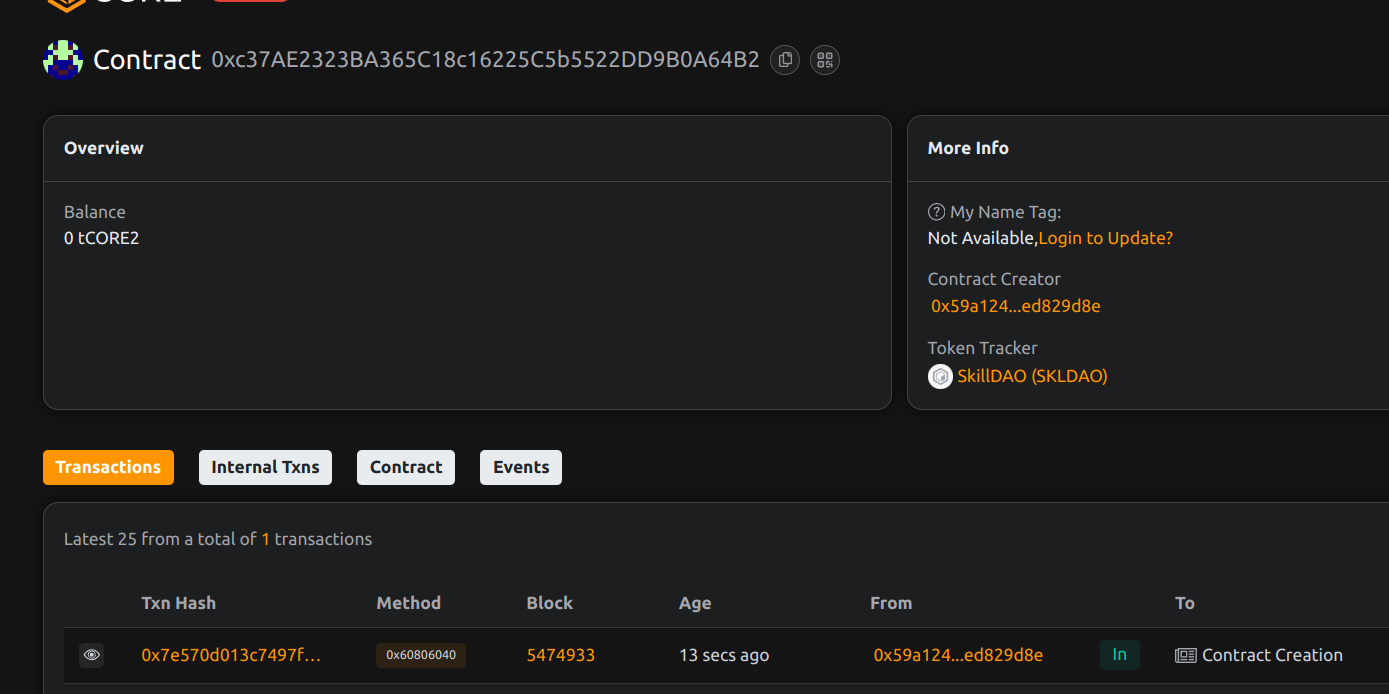 CORE
Contract 0xc37AE2323BA365C18c16225C5b5522DD9B0A64B2
Overview
Balance
0 tCORE2
More Info
My Name Tag:
Not Available,Login to Update?
Contract Creator
0x59a124...ed829d8e
Token Tracker
SkillDAO (SKLDAO)
Transactions Internal Txns Contract Events
Latest 25 from a total of 1 transactions
Txn Hash Method Block Age From To
0x7e570d013c7497f... 0x60806040 5474933 13 secs ago 0x59a124...ed829d8e In Contract Creation